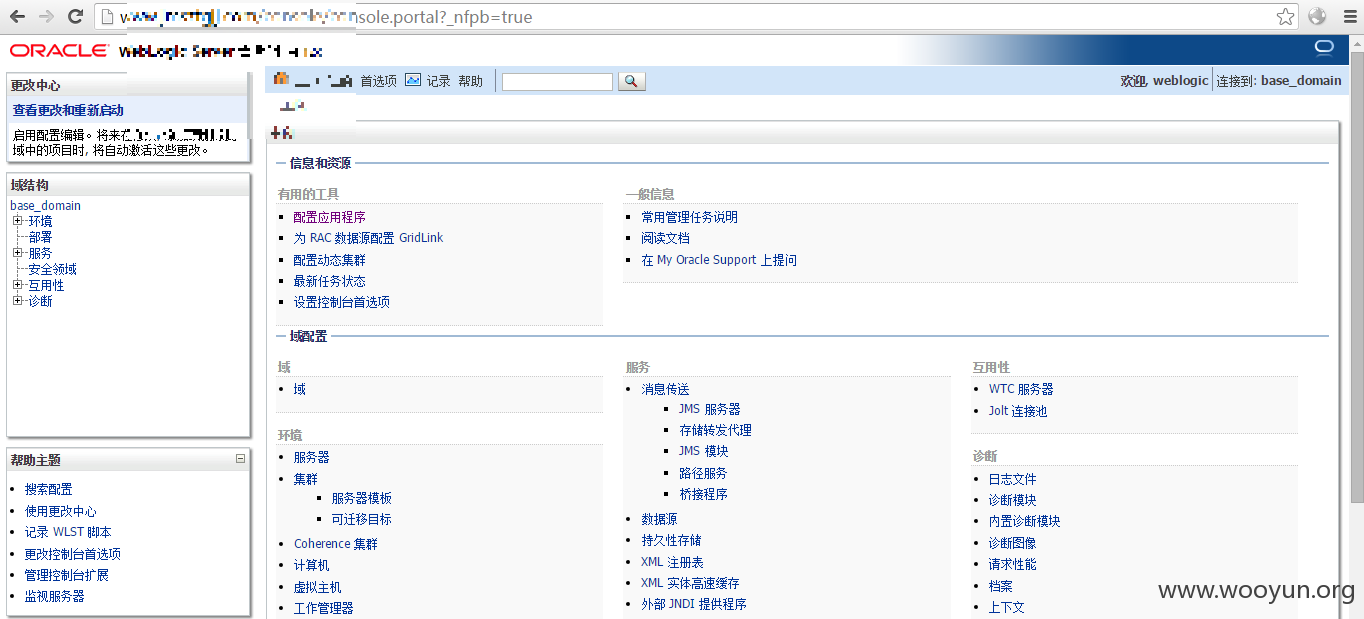 nsole.portal?_nfpb=true
ORACLE WebLogic Server
首选项 记录 帮助
欢迎, weblogic 连接到: base_domain
更改中心
查看更改和重新启动
启用配置编辑。将来在
域中的项目时, 将自动激活这些更改。
域结构
base_domain
环境
部署
服务
安全领域
互用性
诊断
帮助主题
搜索配置
使用更改中心
记录 WLST 脚本
更改控制台首选项
管理控制台扩展
监视服务器
信息和资源
有用的工具
配置应用程序
为 RAC 数据源配置 GridLink
配置动态集群
最新任务状态
设置控制台首选项
一般信息
常用管理任务说明
阅读文档
在 My Oracle Support 上提问
域配置
域
域
环境
服务器
集群
服务器模板
可迁移目标
Coherence 集群
计算机
虚拟主机
工作管理器
服务
消息传送
JMS 服务器
存储转发代理
JMS 模块
路径服务
桥接程序
数据源
持久性存储
XML 注册表
XML 实体高速缓存
外部 JNDI 提供程序
互用性
WTC 服务器
Jolt 连接池
诊断
日志文件
诊断模块
内置诊断模块
诊断图像
请求性能
档案
上下文
www.wooyun.org